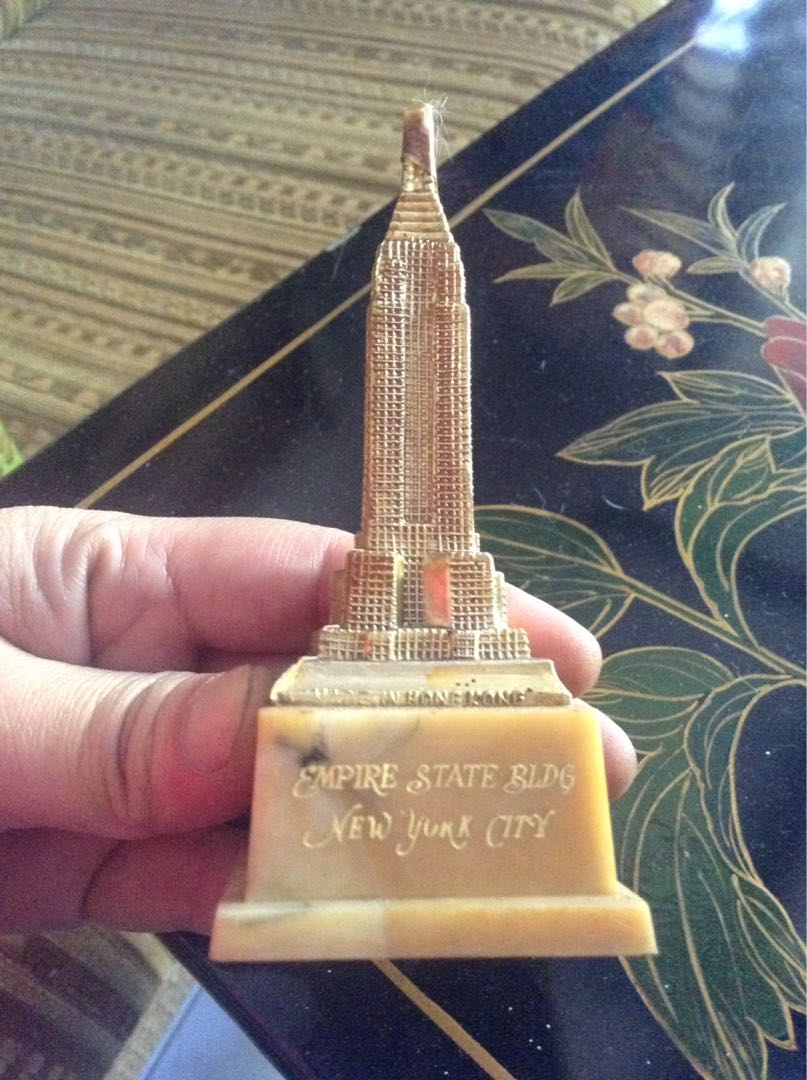 MADE IN HONG KONG
EMPIRE STATE BLDG
NEW YORK CITY